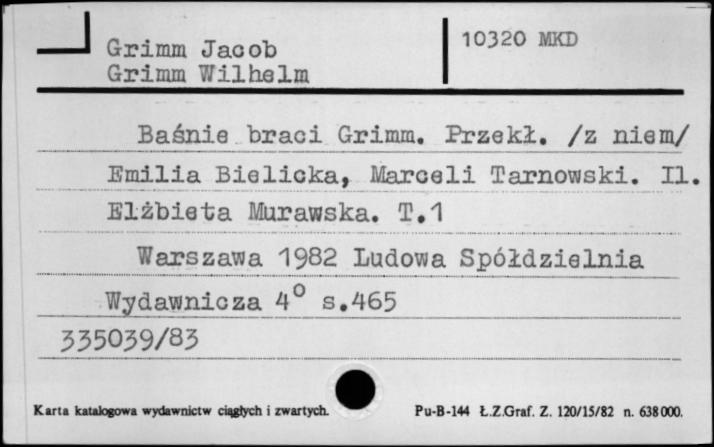 Grimm Jacob
Grimm Wilhelm
10320 MKD
Baśnie braci Grimm. Przekł. /z niem/
Emilia Bielicka, Marceli Tarnowski. Il.
Elżbieta Murawska. T.1
Warszawa 1982 Ludowa Spółdzielnia
Wydawnicza 4° s.465
335039/83
Karta katalogowa wydawnictw ciągłych i zwartych.
Pu-B-144 Ł.Z.Graf. Z. 120/15/82 n. 638000.